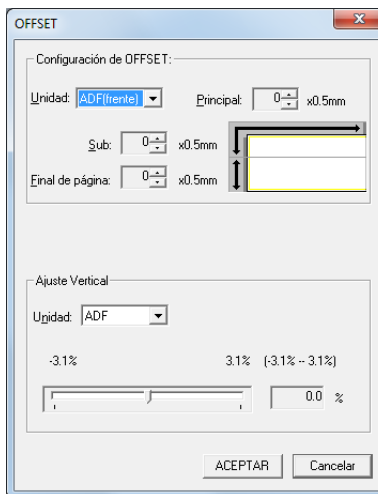 OFFSET
Configuración de OFFSET:
Unidad: ADF(frente) Principal: 0 x0.5mm
Sub: 0 x0.5mm
Final de página: 0 x0.5mm
Ajuste Vertical
Unidad: ADF
-3.1% 3.1% (-3.1% -- 3.1%)
0.0 %
ACEPTAR Cancelar